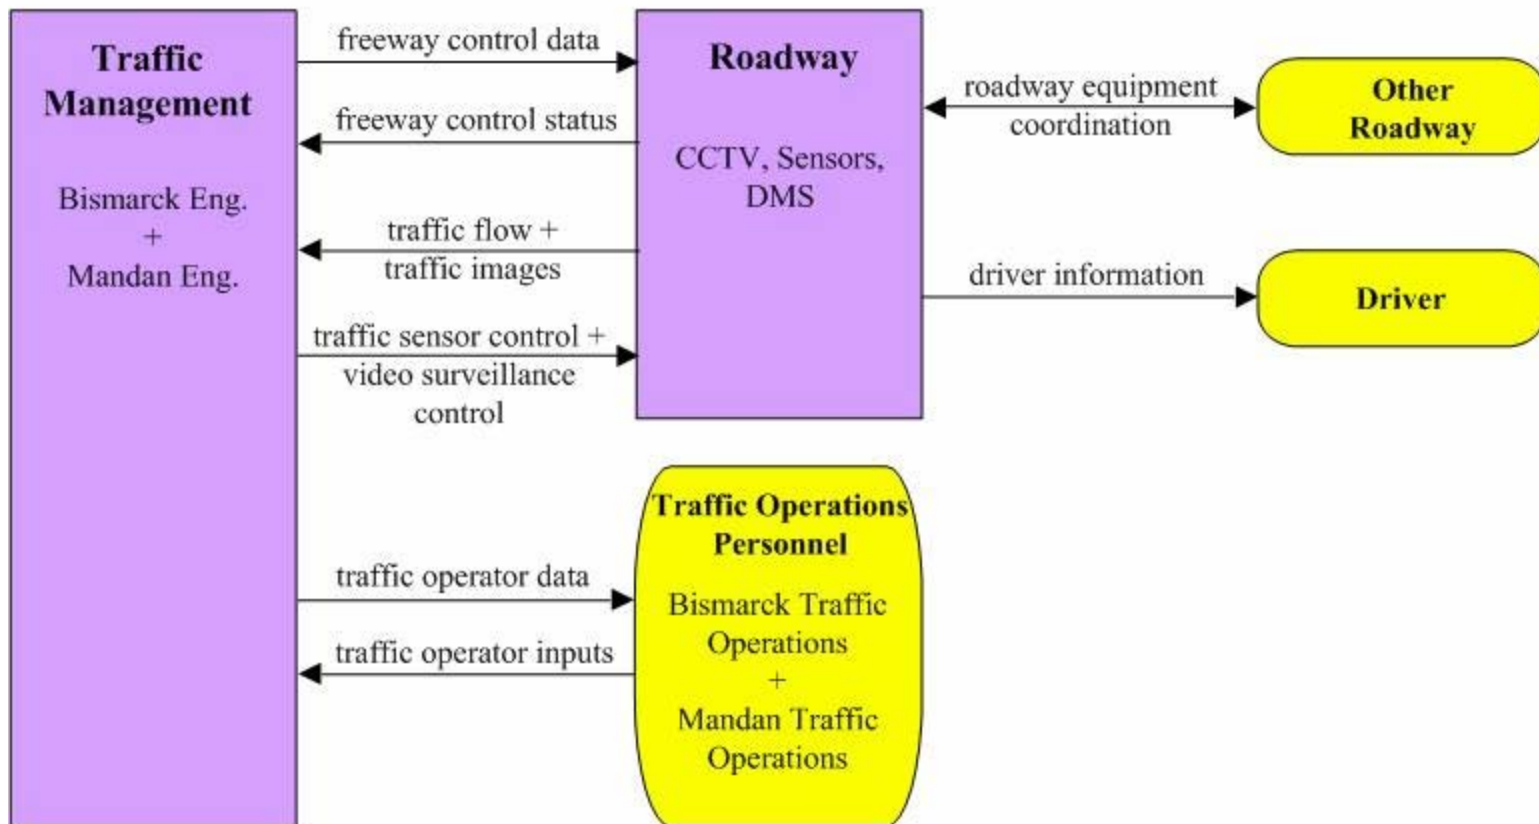 Traffic
Management
Bismarck Eng.
+
Mandan Eng.
freeway control data
freeway control status
traffic flow +
traffic images
traffic sensor control +
video surveillance
control
traffic operator data
traffic operator inputs
Roadway
CCTV, Sensors,
DMS
Traffic Operations
Personnel
Bismarck Traffic
Operations
+
Mandan Traffic
Operations
roadway equipment
coordination
driver information
Other
Roadway
Driver